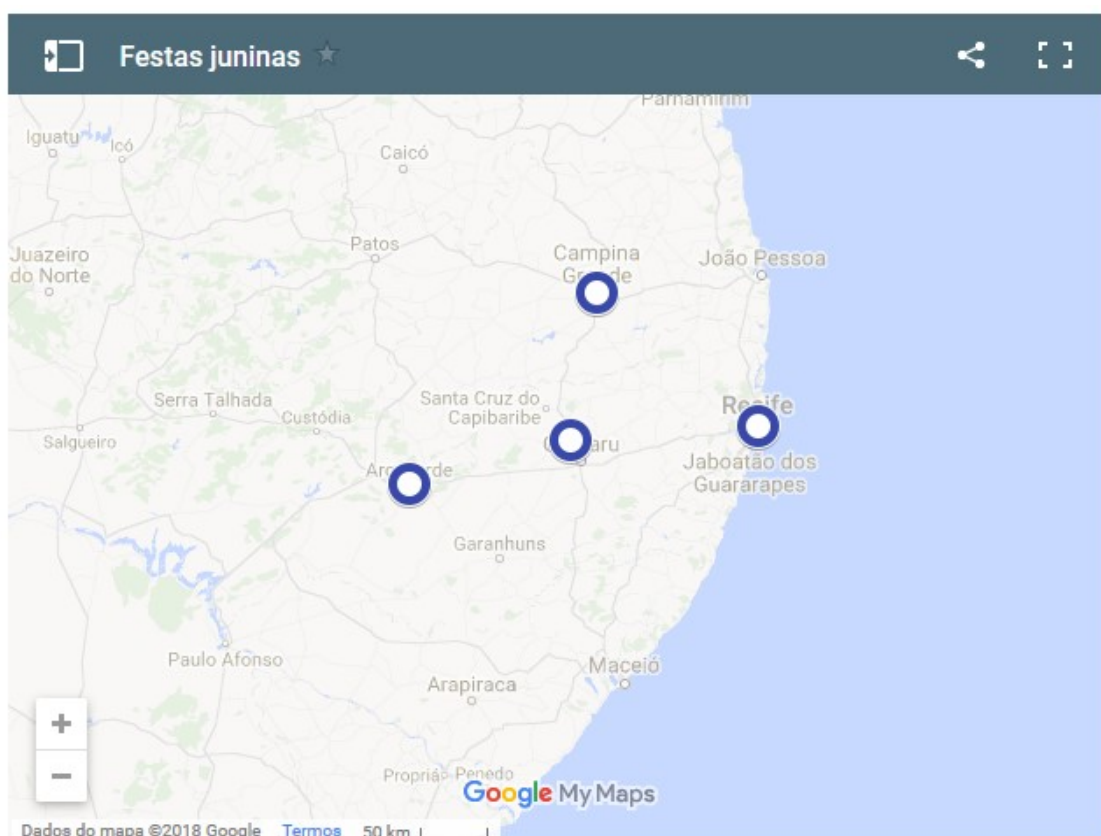 Festas juninas
Parnamirim
Iguatu
Icó
Caicó
Patos
Juazeiro
do Norte
Campina
Grande
João Pessoa
Serra Talhada
Custódia
Santa Cruz do
Capibaribe
Recife
Salgueiro
Jaboatão dos
Guararapes
Garanhuns
Paulo Afonso
Maceió
Arapiraca
Propriá
Penedo
Google My Maps
Dados do mapa ©2018 Google Termos 50 km